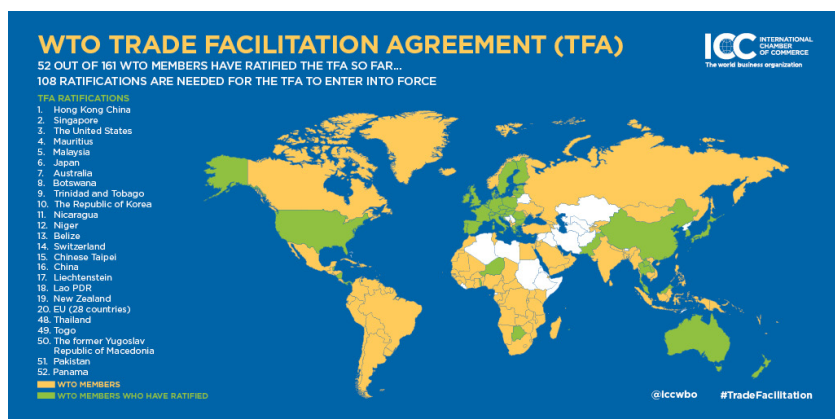 WTO TRADE FACILITATION AGREEMENT (TFA)
52 OUT OF 161 WTO MEMBERS HAVE RATIFIED THE TFA SO FAR...
108 RATIFICATIONS ARE NEEDED FOR THE TFA TO ENTER INTO FORCE
ICC
INTERNATIONAL
CHAMBER
OF COMMERCE
The world business organization
TFA RATIFICATIONS
1. Hong Kong China
2. Singapore
3. The United States
4. Mauritius
5. Malaysia
6. Japan
7. Australia
8. Botswana
9. Trinidad and Tobago
10. The Republic of Korea
11. Nicaragua
12. Niger
13. Belize
14. Switzerland
15. Chinese Taipei
16. China
17. Liechtenstein
18. Lao PDR
19. New Zealand
20. EU (28 countries)
48. Thailand
49. Togo
50. The former Yugoslav
Republic of Macedonia
51. Pakistan
52. Panama
WTO MEMBERS
WTO MEMBERS WHO HAVE RATIFIED
@iccwbo
#TradeFacilitation